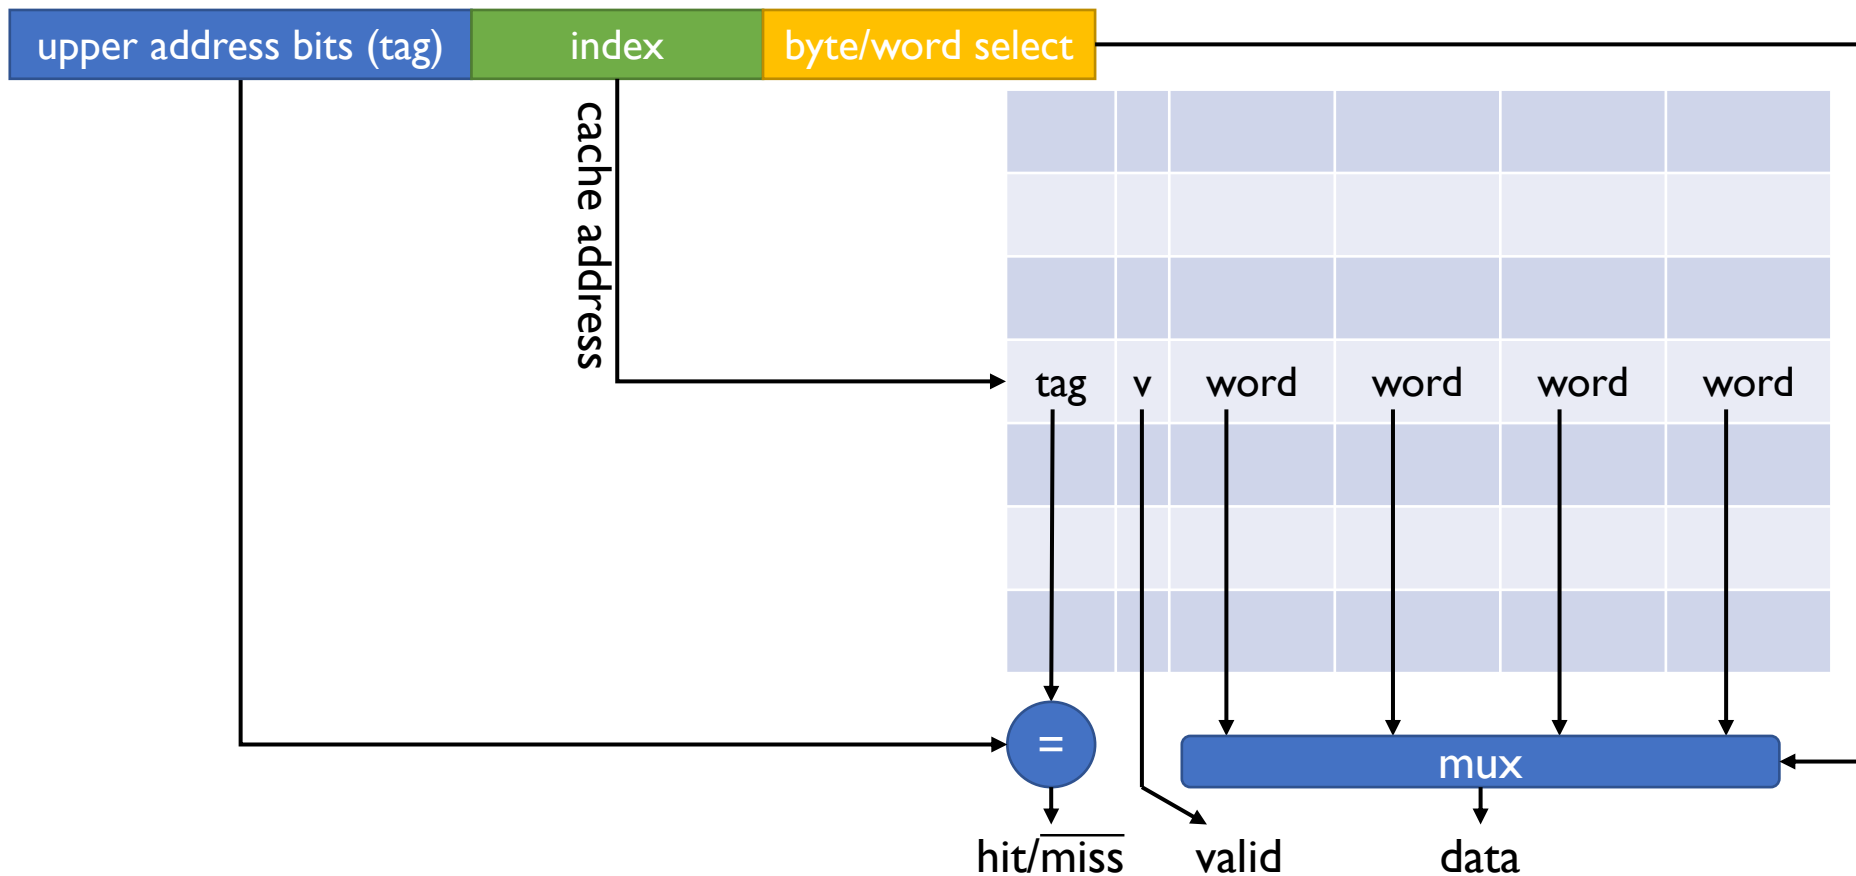 upper address bits (tag) index byte/word select
cache address
tag v word word word word
=
mux
hit/miss valid data